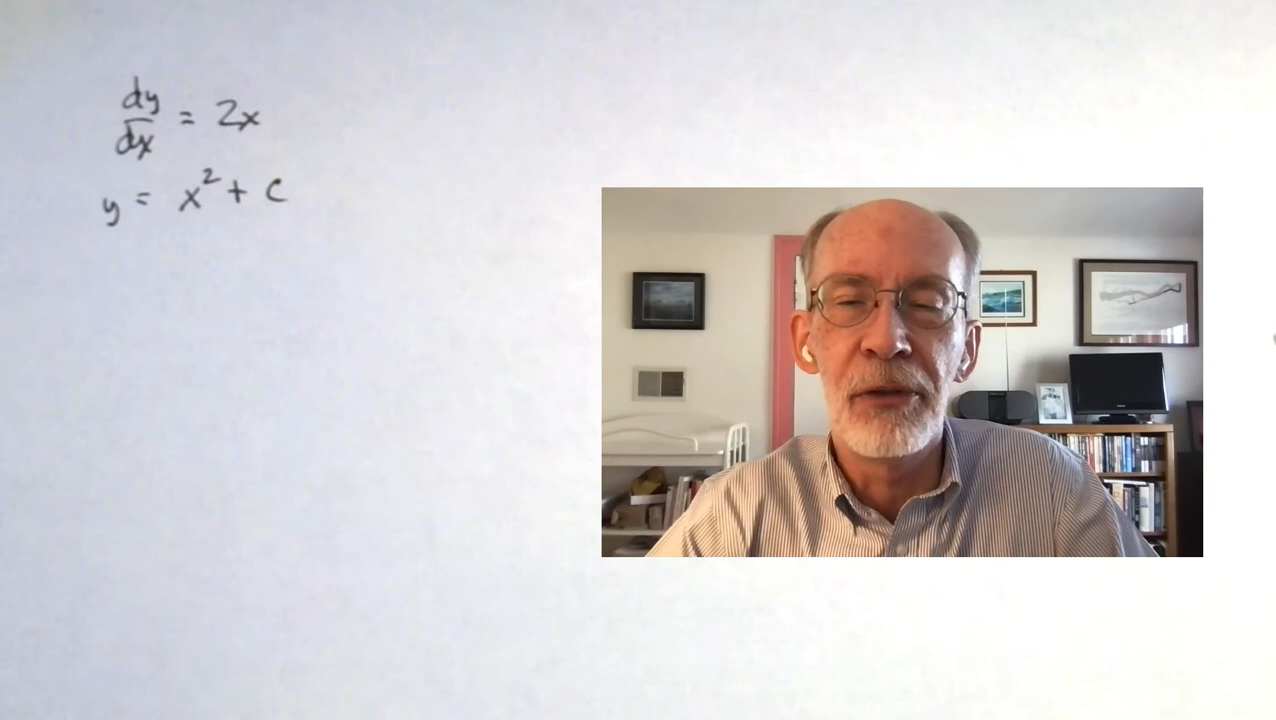 dy/dx = 2x
y = x² + c